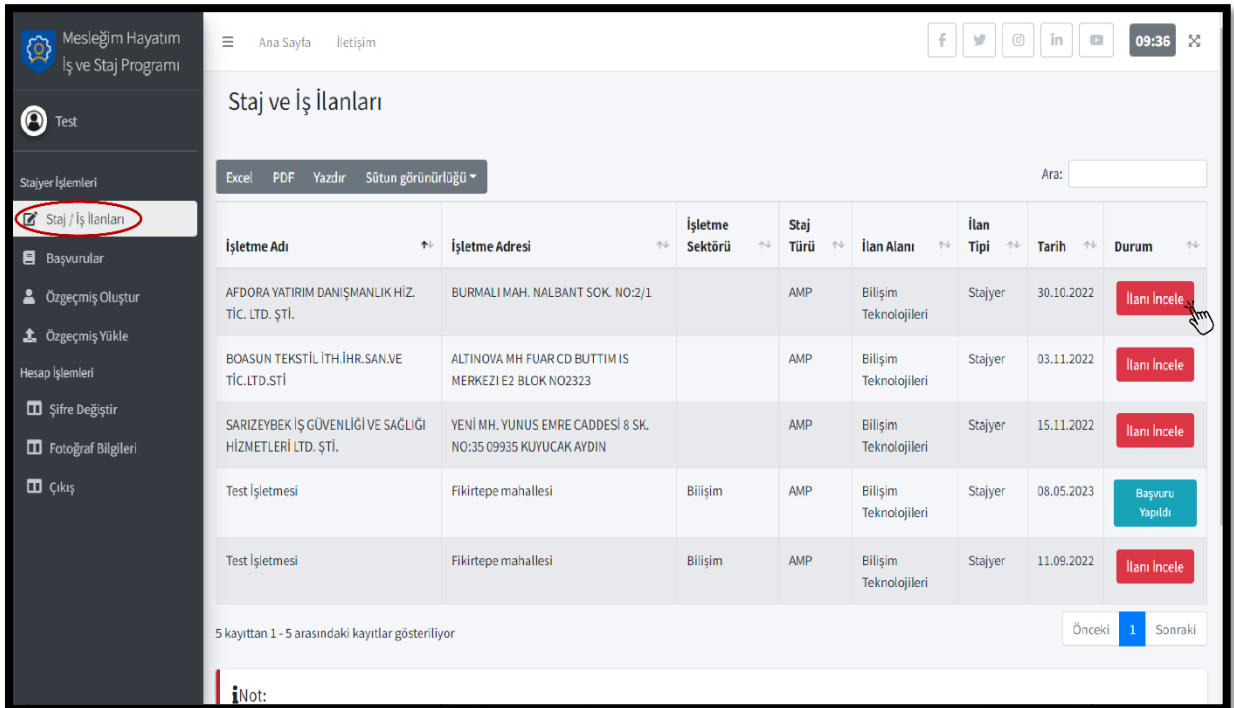 Mesleğim Hayatım
İş ve Staj Programı
Ana Sayfa İletişim
09:36
Test
Staj ve İş İlanları
Stajyer İşlemleri
Staj / İş İlanları
Başvurular
Özgeçmiş Oluştur
Özgeçmiş Yükle
Hesap İşlemleri
Şifre Değiştir
Fotoğraf Bilgileri
Çıkış
Excel PDF Yazdır Sütun görünürlüğü
Ara:
İşletme Adı İşletme Adresi İşletme Sektörü Staj Türü İlan Alanı İlan Tipi Tarih Durum
AFDORA YATIRIM DANIŞMANLIK HİZ. BURMALI MAH. NALBANT SOK. NO:2/1 AMP Bilişim Stajyer 30.10.2022 İlanı İncele
TİC. LTD. ŞTİ. Teknolojileri
BOASUN TEKSTİL İTH.İHR.SAN.VE ALTINOVA MH FUAR CD BUTTIM IS AMP Bilişim Stajyer 03.11.2022 İlanı İncele
TİC.LTD.STİ MERKEZI E2 BLOK NO2323 Teknolojileri
SARIZEYBEK İŞ GÜVENLİĞİ VE SAĞLIĞI YENİ MH. YUNUS EMRE CADDESİ 8 SK. AMP Bilişim Stajyer 15.11.2022 İlanı İncele
HİZMETLERİ LTD. ŞTİ. NO:35 09935 KUYUCAK AYDIN Teknolojileri
Test İşletmesi Fikirtepe mahallesi Bilişim AMP Bilişim Stajyer 08.05.2023 Başvuru
Teknolojileri Yapıldı
Test İşletmesi Fikirtepe mahallesi Bilişim AMP Bilişim Stajyer 11.09.2022 İlanı İncele
Teknolojileri
5 kayıttan 1 - 5 arasındaki kayıtlar gösteriliyor
Önceki 1 Sonraki
Not: